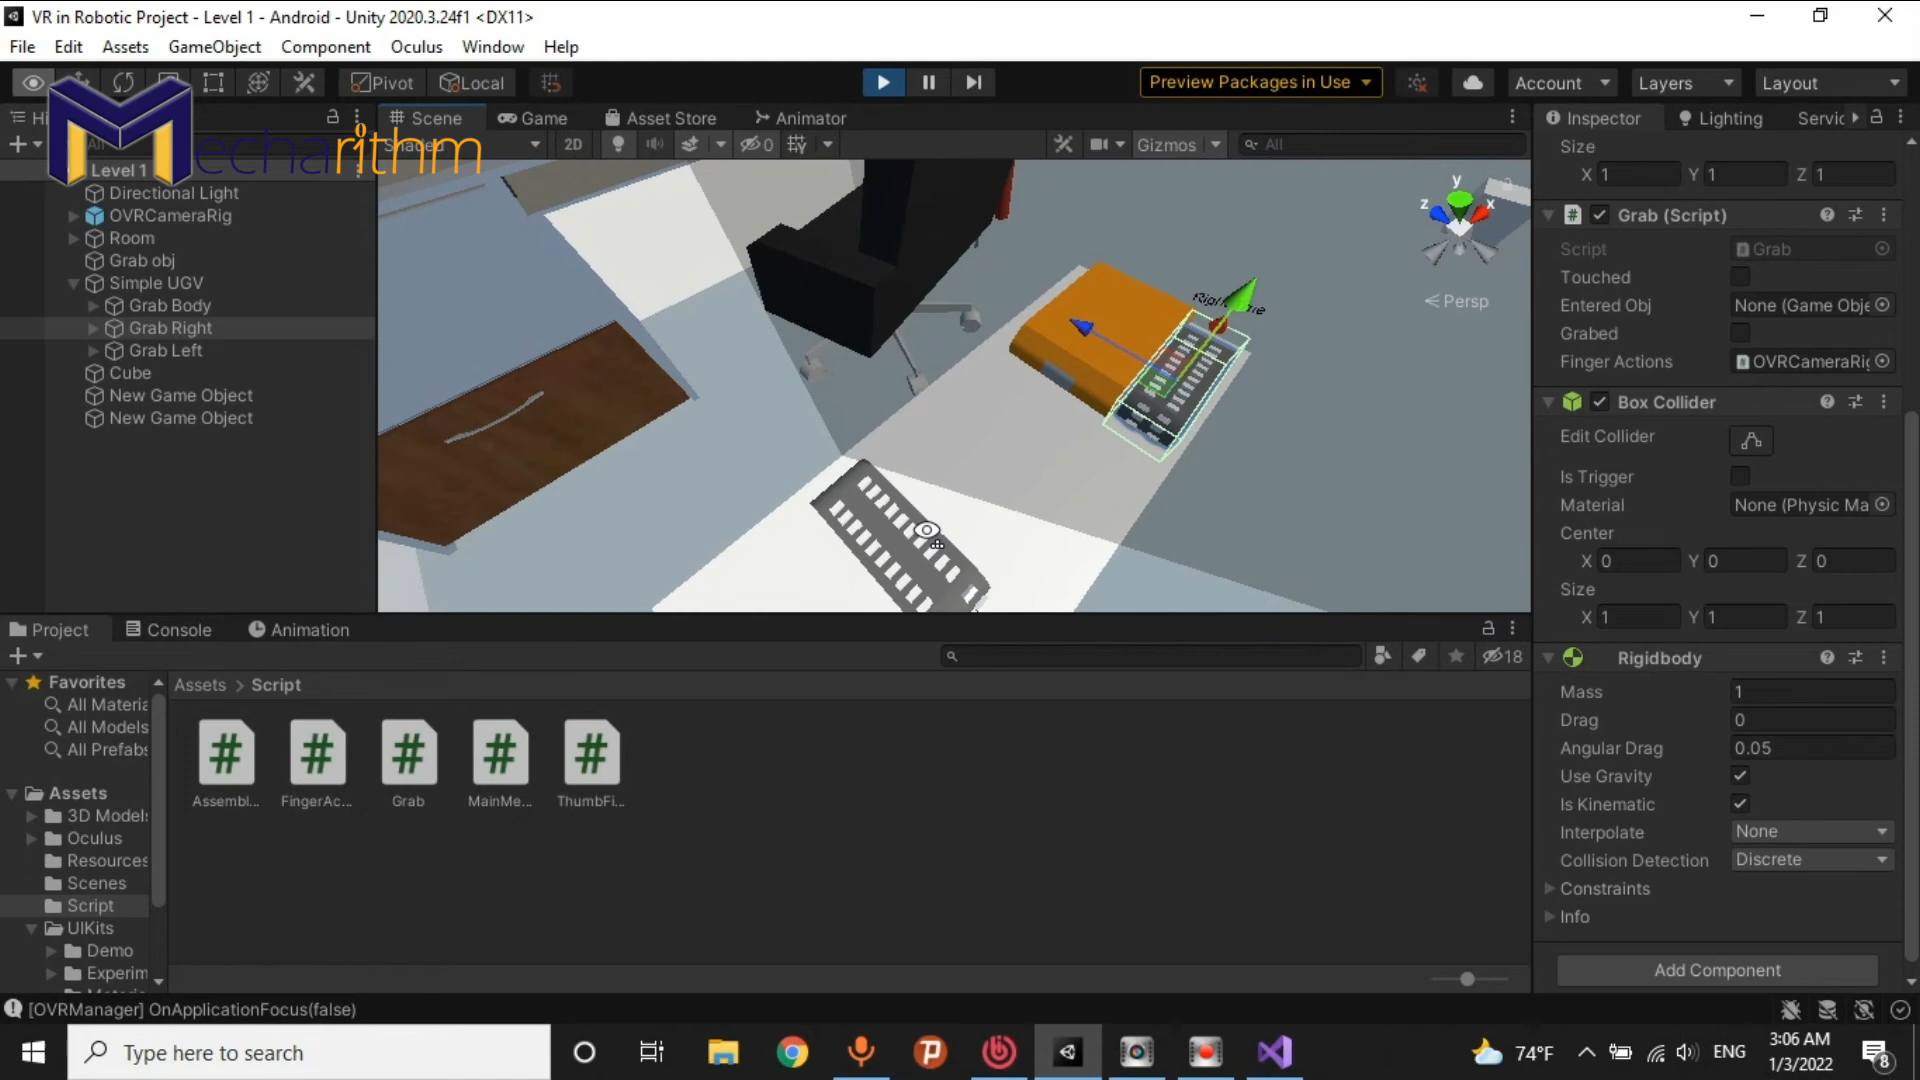 VR in Robotic Project - Level 1 - Android - Unity 2020.3.24f1 <DX11>
File Edit Assets GameObject Component Oculus Window Help
Pivot Local Preview Packages in Use Account Layers Layout
Scene Game Asset Store Animator Inspector Lighting Servic
Mecharithm
2D 0 Gizmos All
Level 1
Directional Light
OVRCameraRig
Room
Grab obj
Simple UGV
Grab Body
Grab Right
Grab Left
Cube
New Game Object
New Game Object
y
z
x
Persp
Size
X 1 Y 1 Z 1
Grab (Script)
Script Grab
Touched
Entered Obj None (Game Obje
Grabed
Finger Actions OVRCameraRig
Box Collider
Edit Collider
Is Trigger
Material None (Physic Ma
Center
X 0 Y 0 Z 0
Size
X 1 Y 1 Z 1
Rigidbody
Mass 1
Drag 0
Angular Drag 0.05
Use Gravity
Is Kinematic
Interpolate None
Collision Detection Discrete
Constraints
Info
Add Component
Project Console Animation
18
Favorites
All Materia
All Models
All Prefabs
Assets
3D Models
Oculus
Resources
Scenes
Script
UIKits
Demo
Experim
Assets > Script
Assembl... FingerAc... Grab MainMe... ThumbFi...
[OVRManager] OnApplicationFocus(false)
Type here to search
74°F ENG 3:06 AM
1/3/2022
8